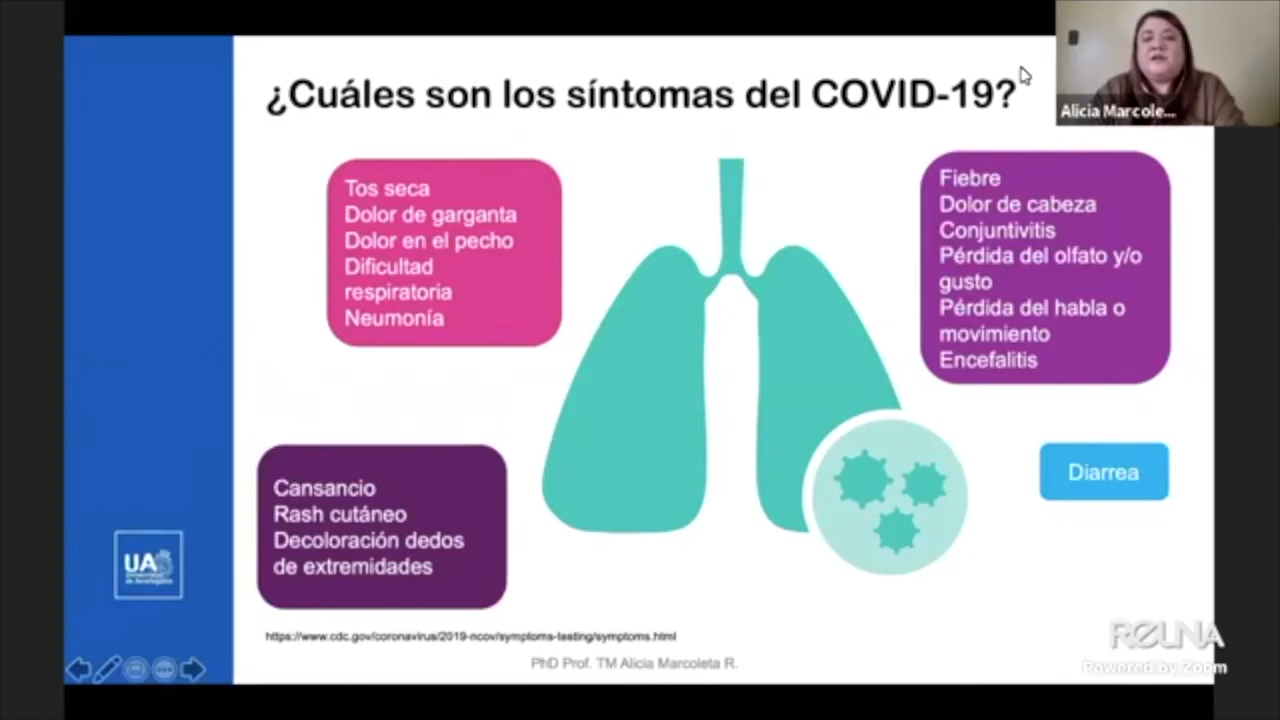 ¿Cuáles son los síntomas del COVID-19?
Alicia Marcole...
Tos seca
Dolor de garganta
Dolor en el pecho
Dificultad
respiratoria
Neumonía
Fiebre
Dolor de cabeza
Conjuntivitis
Pérdida del olfato y/o
gusto
Pérdida del habla o
movimiento
Encefalitis
Cansancio
Rash cutáneo
Decoloración dedos
de extremidades
Diarrea
UA
Universidad
de Antofagasta
https://www.cdc.gov/coronavirus/2019-ncov/symptoms-testing/symptoms.html
PhD Prof. TM Alicia Marcoleta R.
REUNA
Powered by Zoom